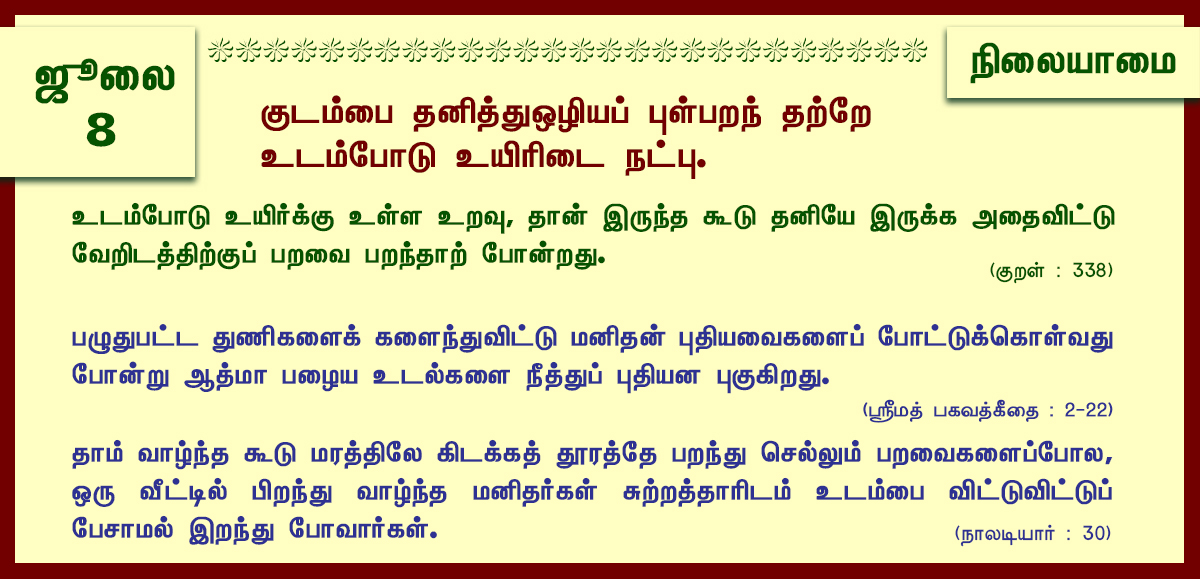 ஜூலை
8
நிலையாமை
குடம்பை தனித்துஒழியப் புள்பறந் தற்றே
உடம்போடு உயிரிடை நட்பு.
உடம்போடு உயிர்க்கு உள்ள உறவு, தான் இருந்த கூடு தனியே இருக்க அதைவிட்டு
வேறிடத்திற்குப் பறவை பறந்தாற் போன்றது.
(குறள் : 338)
பழுதுபட்ட துணிகளைக் களைந்துவிட்டு மனிதன் புதியவைகளைப் போட்டுக்கொள்வது
போன்று ஆத்மா பழைய உடல்களை நீத்துப் புதியன புகுகிறது.
(ஸ்ரீமத் பகவத்கீதை : 2-22)
தாம் வாழ்ந்த கூடு மரத்திலே கிடக்கத் தூரத்தே பறந்து செல்லும் பறவைகளைப்போல,
ஒரு வீட்டில் பிறந்து வாழ்ந்த மனிதர்கள் சுற்றத்தாரிடம் உடம்பை விட்டுவிட்டுப்
பேசாமல் இறந்து போவார்கள்.
(நாலடியார் : 30)